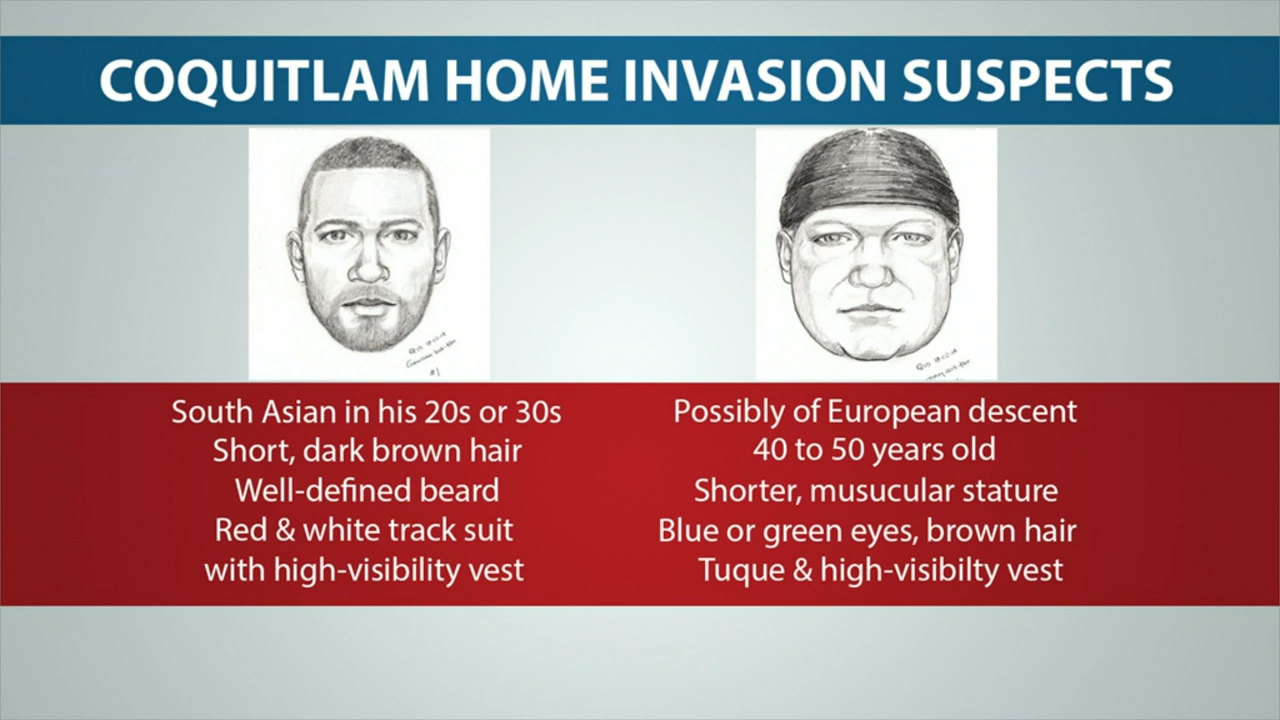 COQUITLAM HOME INVASION SUSPECTS
#1
South Asian in his 20s or 30s
Short, dark brown hair
Well-defined beard
Red & white track suit
with high-visibility vest
Possibly of European descent
40 to 50 years old
Shorter, musucular stature
Blue or green eyes, brown hair
Tuque & high-visibilty vest